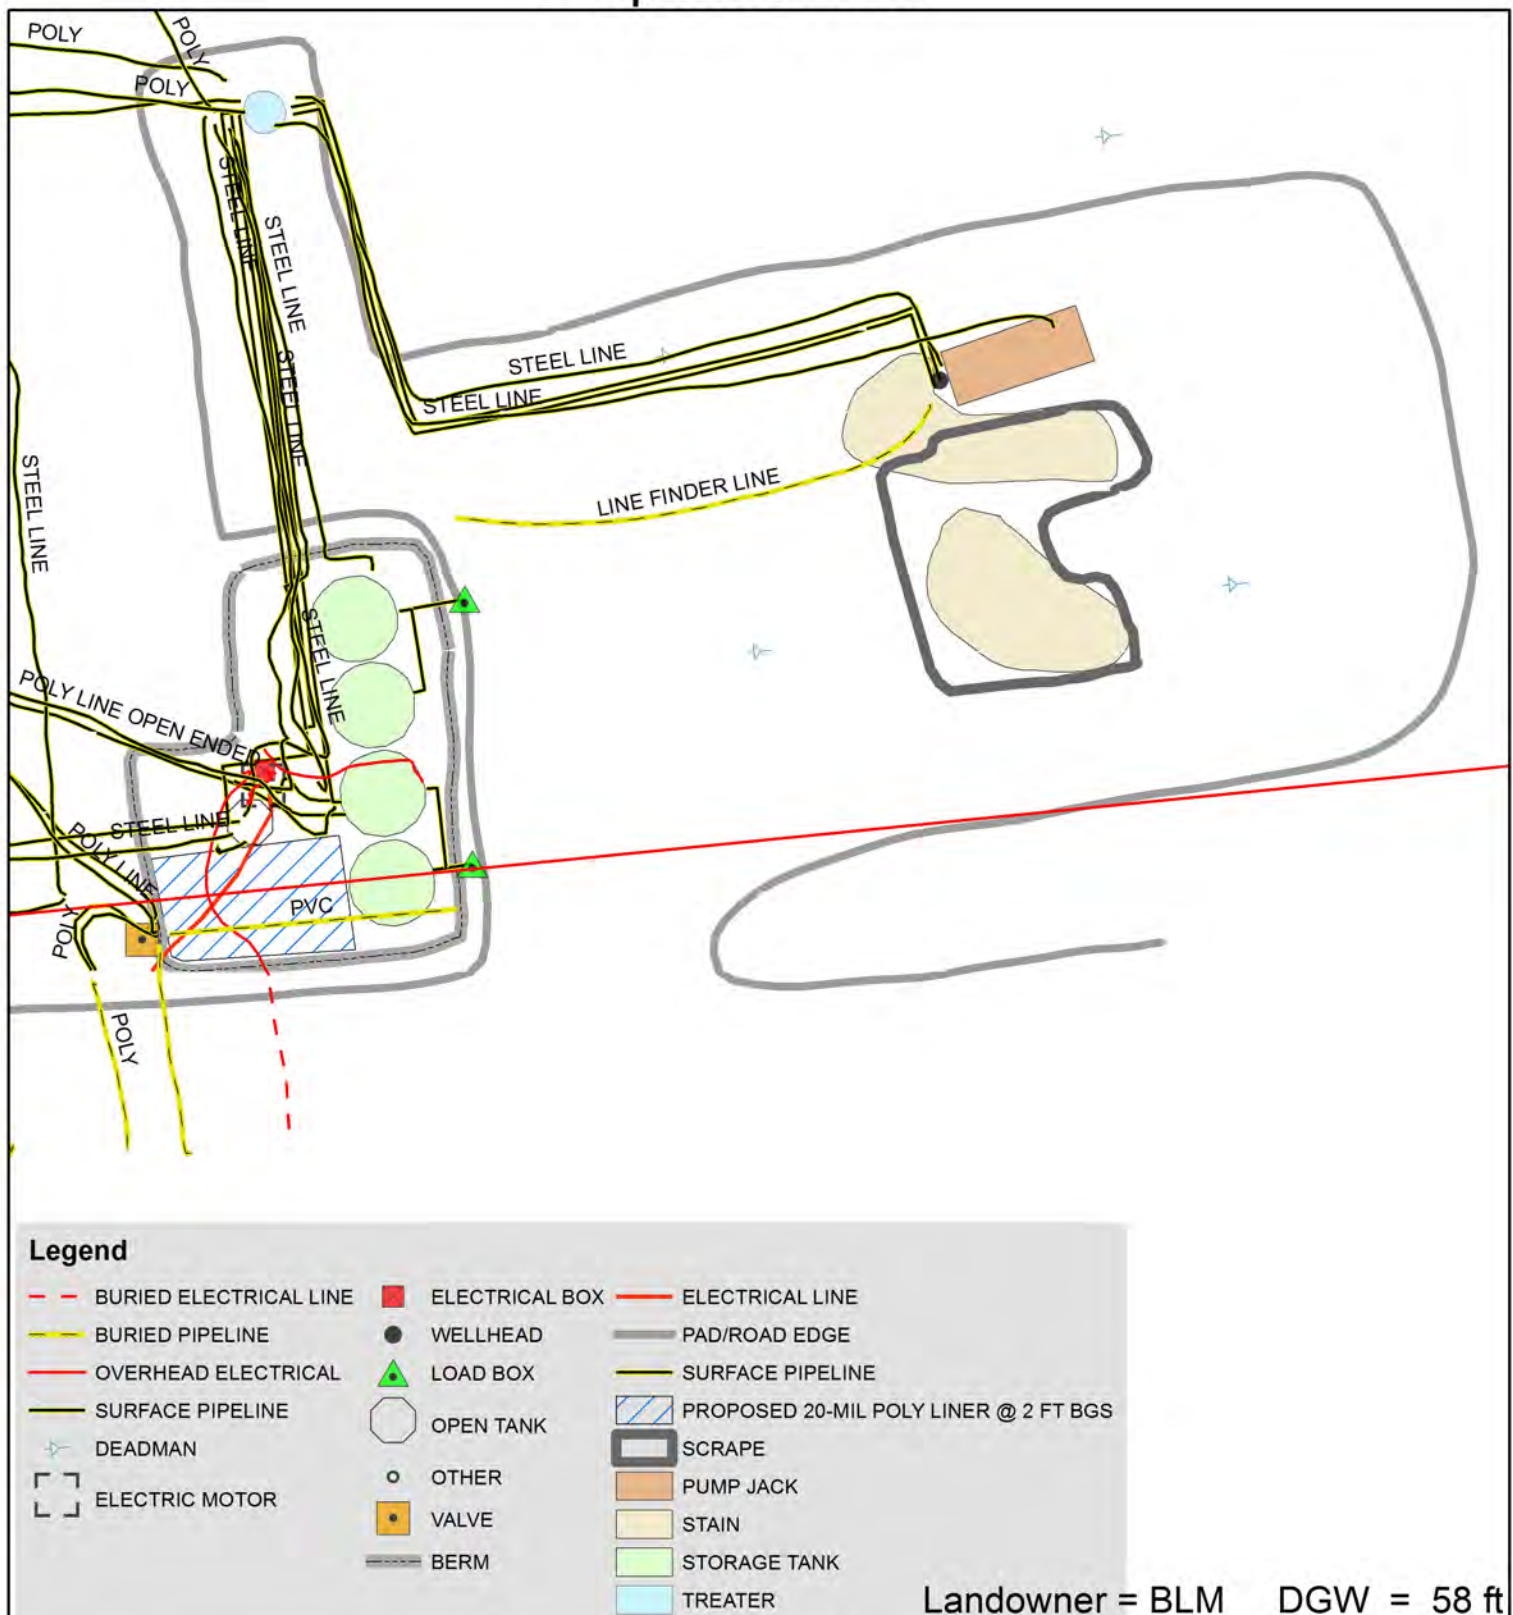 POLY
POLY
POLY
STEEL LINE
STEEL LINE
STEEL LINE
STEEL LINE
STEEL LINE
STEEL LINE
LINE FINDER LINE
STEEL LINE
POLY LINE OPEN ENDED
STEEL LINE
POLY LINE
PVC
POLY
POLY
Legend
BURIED ELECTRICAL LINE
BURIED PIPELINE
OVERHEAD ELECTRICAL
SURFACE PIPELINE
DEADMAN
ELECTRIC MOTOR
ELECTRICAL BOX
WELLHEAD
LOAD BOX
OPEN TANK
OTHER
VALVE
BERM
ELECTRICAL LINE
PAD/ROAD EDGE
SURFACE PIPELINE
PROPOSED 20-MIL POLY LINER @ 2 FT BGS
SCRAPE
PUMP JACK
STAIN
STORAGE TANK
TREATER
Landowner = BLM DGW = 58 ft